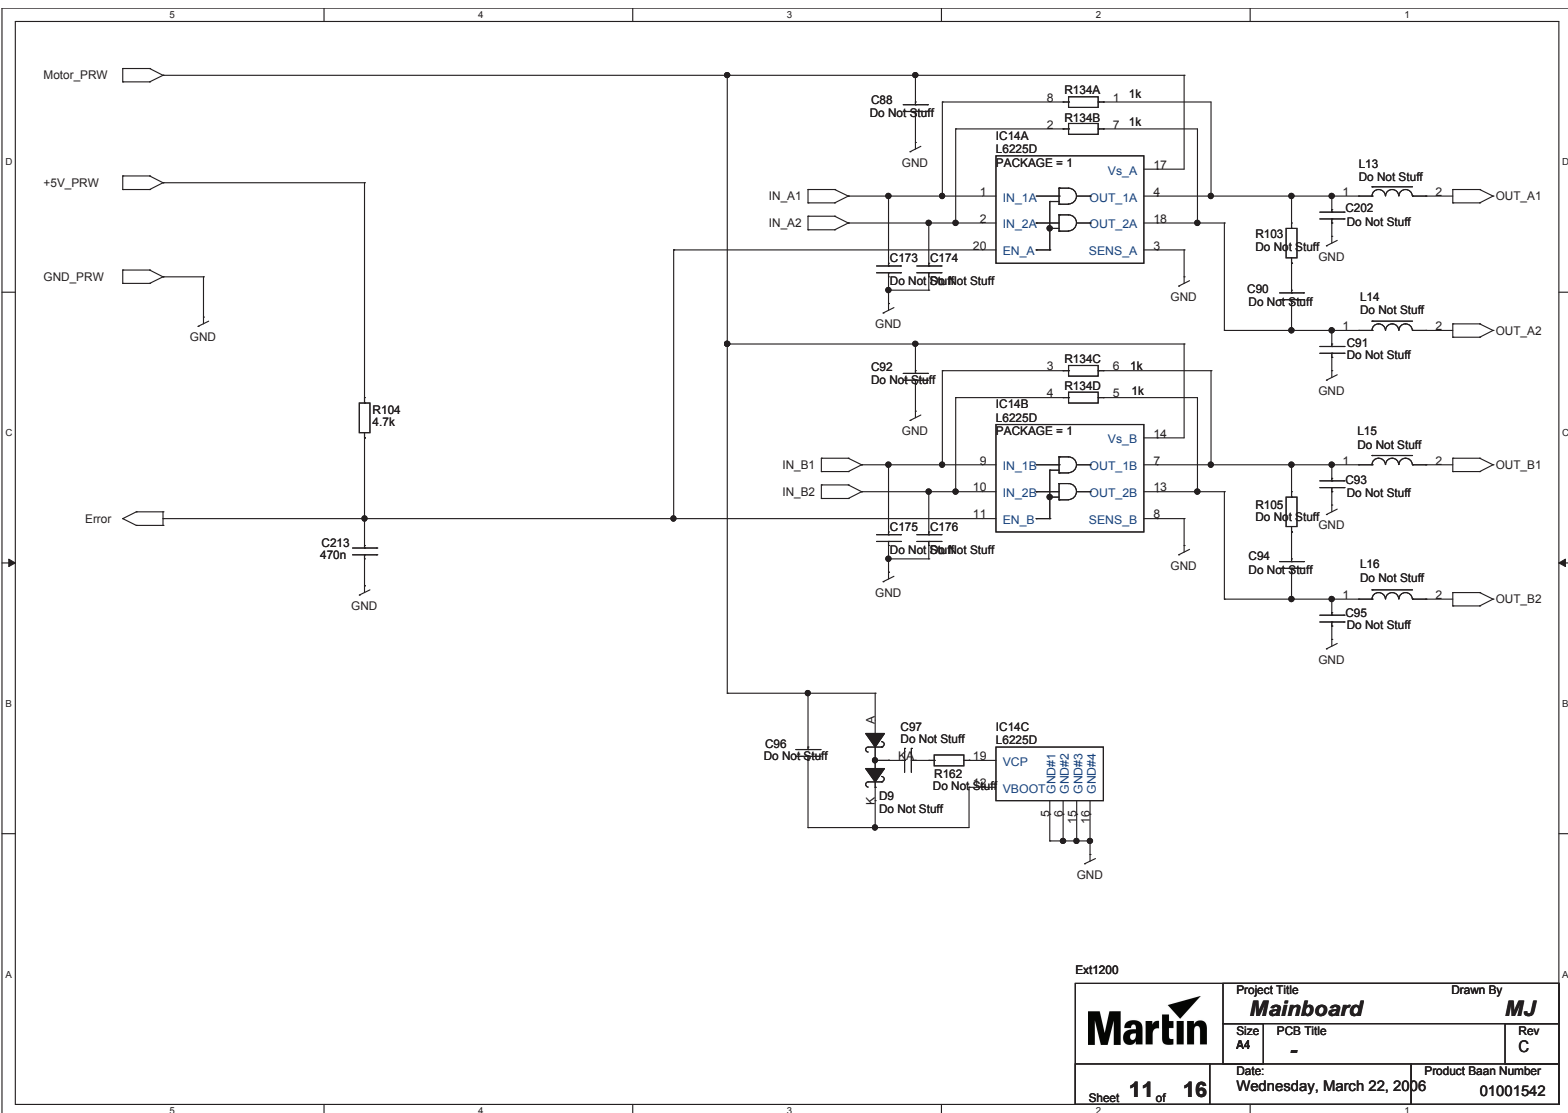 5 4 3 2 1
D
C
B
A
D
C
B
A
Motor_PRW
+5V_PRW
GND_PRW
GND
R104
4.7k
Error
C213
470n
GND
C88
Do Not Stuff
GND
8 R134A 1 1k
2 R134B 7 1k
IC14A
L6225D
PACKAGE = 1
Vs_A 17
IN_A1 1 IN_1A OUT_1A 4
IN_A2 2 IN_2A OUT_2A 18
20 EN_A SENS_A 3
C173
Do Not Stuff
C174
Do Not Stuff
GND
GND
L13
Do Not Stuff
1 2 OUT_A1
C202
Do Not Stuff
GND
R103
Do Not Stuff
C90
Do Not Stuff
L14
Do Not Stuff
1 2 OUT_A2
C91
Do Not Stuff
GND
C92
Do Not Stuff
GND
3 R134C 6 1k
4 R134D 5 1k
IC14B
L6225D
PACKAGE = 1
Vs_B 14
IN_B1 9 IN_1B OUT_1B 7
IN_B2 10 IN_2B OUT_2B 13
11 EN_B SENS_B 8
C175
Do Not Stuff
C176
Do Not Stuff
GND
GND
L15
Do Not Stuff
1 2 OUT_B1
C93
Do Not Stuff
GND
R105
Do Not Stuff
C94
Do Not Stuff
L16
Do Not Stuff
1 2 OUT_B2
C95
Do Not Stuff
GND
C96
Do Not Stuff
A
KA
K
D9
Do Not Stuff
C97
Do Not Stuff
R162
Do Not Stuff
IC14C
L6225D
19 VCP
12 VBOOT
GND#1
GND#2
GND#3
GND#4
5 6 15 16
GND
Ext1200
Martin
Project Title
Mainboard
Drawn By
MJ
Size
A4
PCB Title
-
Rev
C
Sheet 11 of 16
Date:
Wednesday, March 22, 2006
Product Baan Number
01001542
5 4 3 2 1